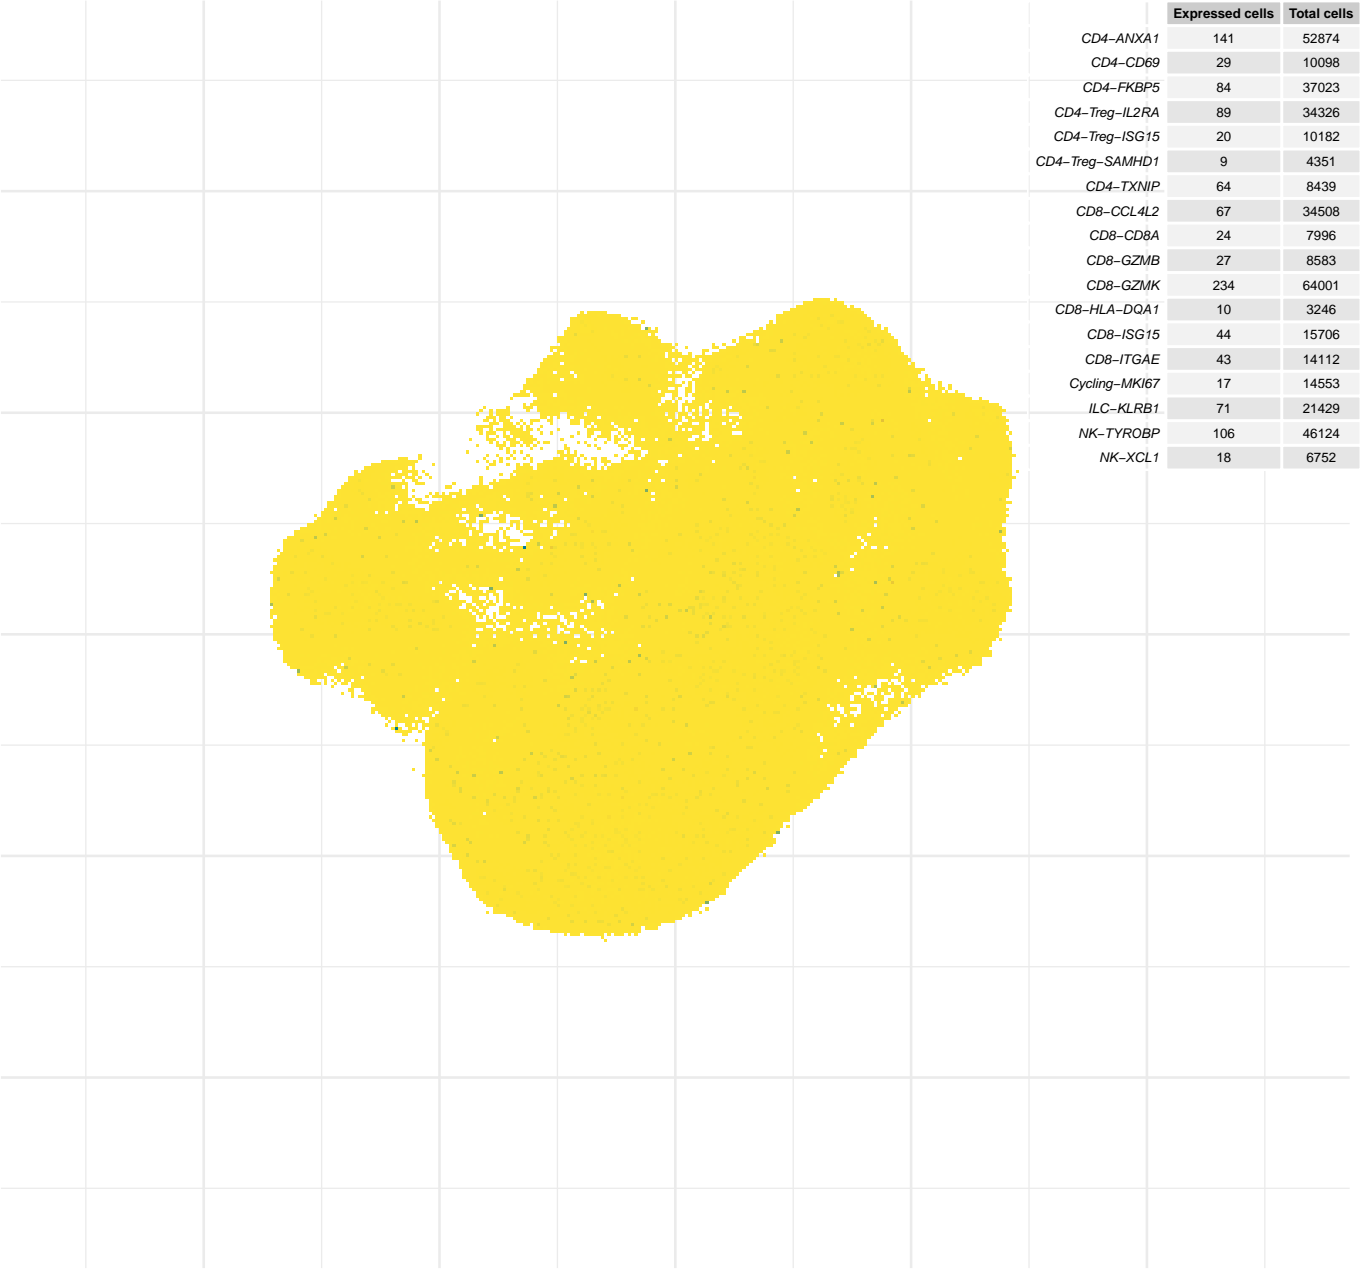 Expressed cells Total cells
CD4−ANXA1 141 52874
CD4−CD69 29 10098
CD4−FKBP5 84 37023
CD4−Treg−IL2RA 89 34326
CD4−Treg−ISG15 20 10182
CD4−Treg−SAMHD1 9 4351
CD4−TXNIP 64 8439
CD8−CCL4L2 67 34508
CD8−CD8A 24 7996
CD8−GZMB 27 8583
CD8−GZMK 234 64001
CD8−HLA−DQA1 10 3246
CD8−ISG15 44 15706
CD8−ITGAE 43 14112
Cycling−MKI67 17 14553
ILC−KLRB1 71 21429
NK−TYROBP 106 46124
NK−XCL1 18 6752